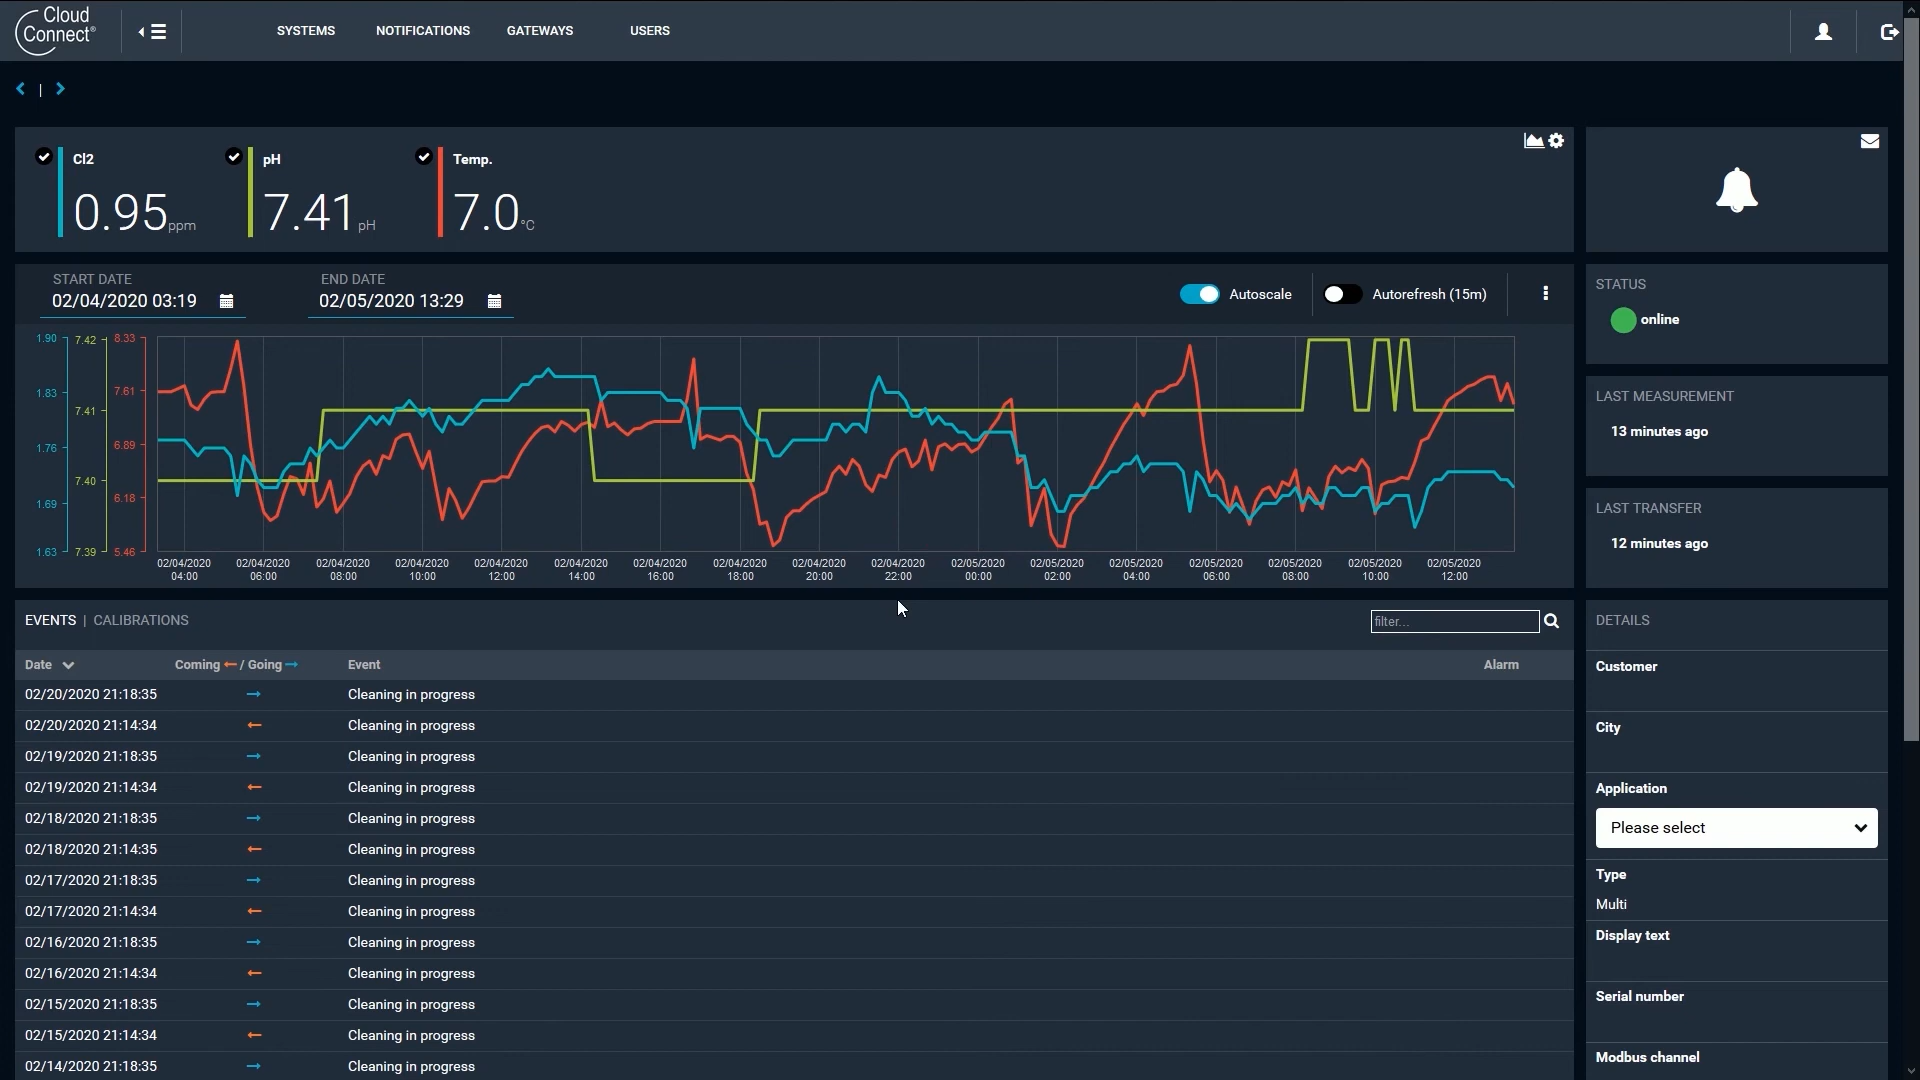 Cloud
Connect®
SYSTEMS NOTIFICATIONS GATEWAYS USERS
|
Cl2 pH Temp.
0.95 ppm 7.41 pH 7.0 °C
START DATE END DATE
02/04/2020 03:19 02/05/2020 13:29 Autoscale Autorefresh (15m)
1.90 7.42 8.33
1.83 7.41 7.61
1.76 6.89
1.69 7.40 6.18
1.63 7.39 5.46
02/04/2020 02/04/2020 02/04/2020 02/04/2020 02/04/2020 02/04/2020 02/04/2020 02/04/2020 02/04/2020 02/04/2020 02/05/2020 02/05/2020 02/05/2020 02/05/2020 02/05/2020 02/05/2020 02/05/2020
04:00 06:00 08:00 10:00 12:00 14:00 16:00 18:00 20:00 22:00 00:00 02:00 04:00 06:00 08:00 10:00 12:00
EVENTS | CALIBRATIONS filter...
Date Coming ← / Going → Event Alarm
02/20/2020 21:18:35 → Cleaning in progress
02/20/2020 21:14:34 ← Cleaning in progress
02/19/2020 21:18:35 → Cleaning in progress
02/19/2020 21:14:34 ← Cleaning in progress
02/18/2020 21:18:35 → Cleaning in progress
02/18/2020 21:14:35 ← Cleaning in progress
02/17/2020 21:18:35 → Cleaning in progress
02/17/2020 21:14:34 ← Cleaning in progress
02/16/2020 21:18:35 → Cleaning in progress
02/16/2020 21:14:34 ← Cleaning in progress
02/15/2020 21:18:35 → Cleaning in progress
02/15/2020 21:14:34 ← Cleaning in progress
02/14/2020 21:18:35 → Cleaning in progress
STATUS
online
LAST MEASUREMENT
13 minutes ago
LAST TRANSFER
12 minutes ago
DETAILS
Customer
City
Application
Please select
Type
Multi
Display text
Serial number
Modbus channel